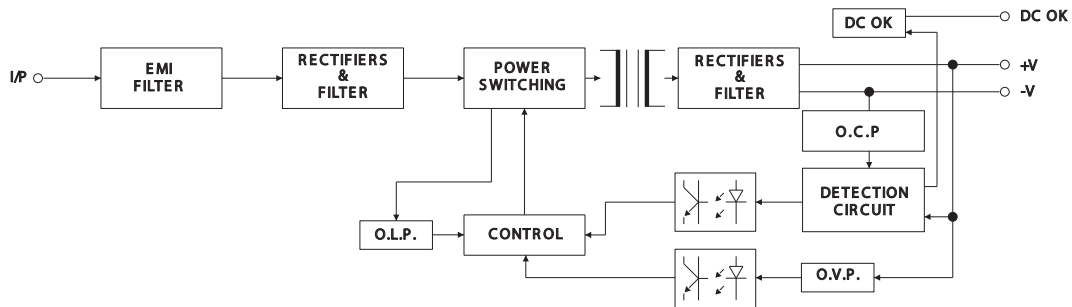 DC OK
DC OK
I/P
EMI
FILTER
RECTIFIERS
&
FILTER
POWER
SWITCHING
RECTIFIERS
&
FILTER
+V
-V
O.C.P
DETECTION
CIRCUIT
O.L.P.
CONTROL
O.V.P.